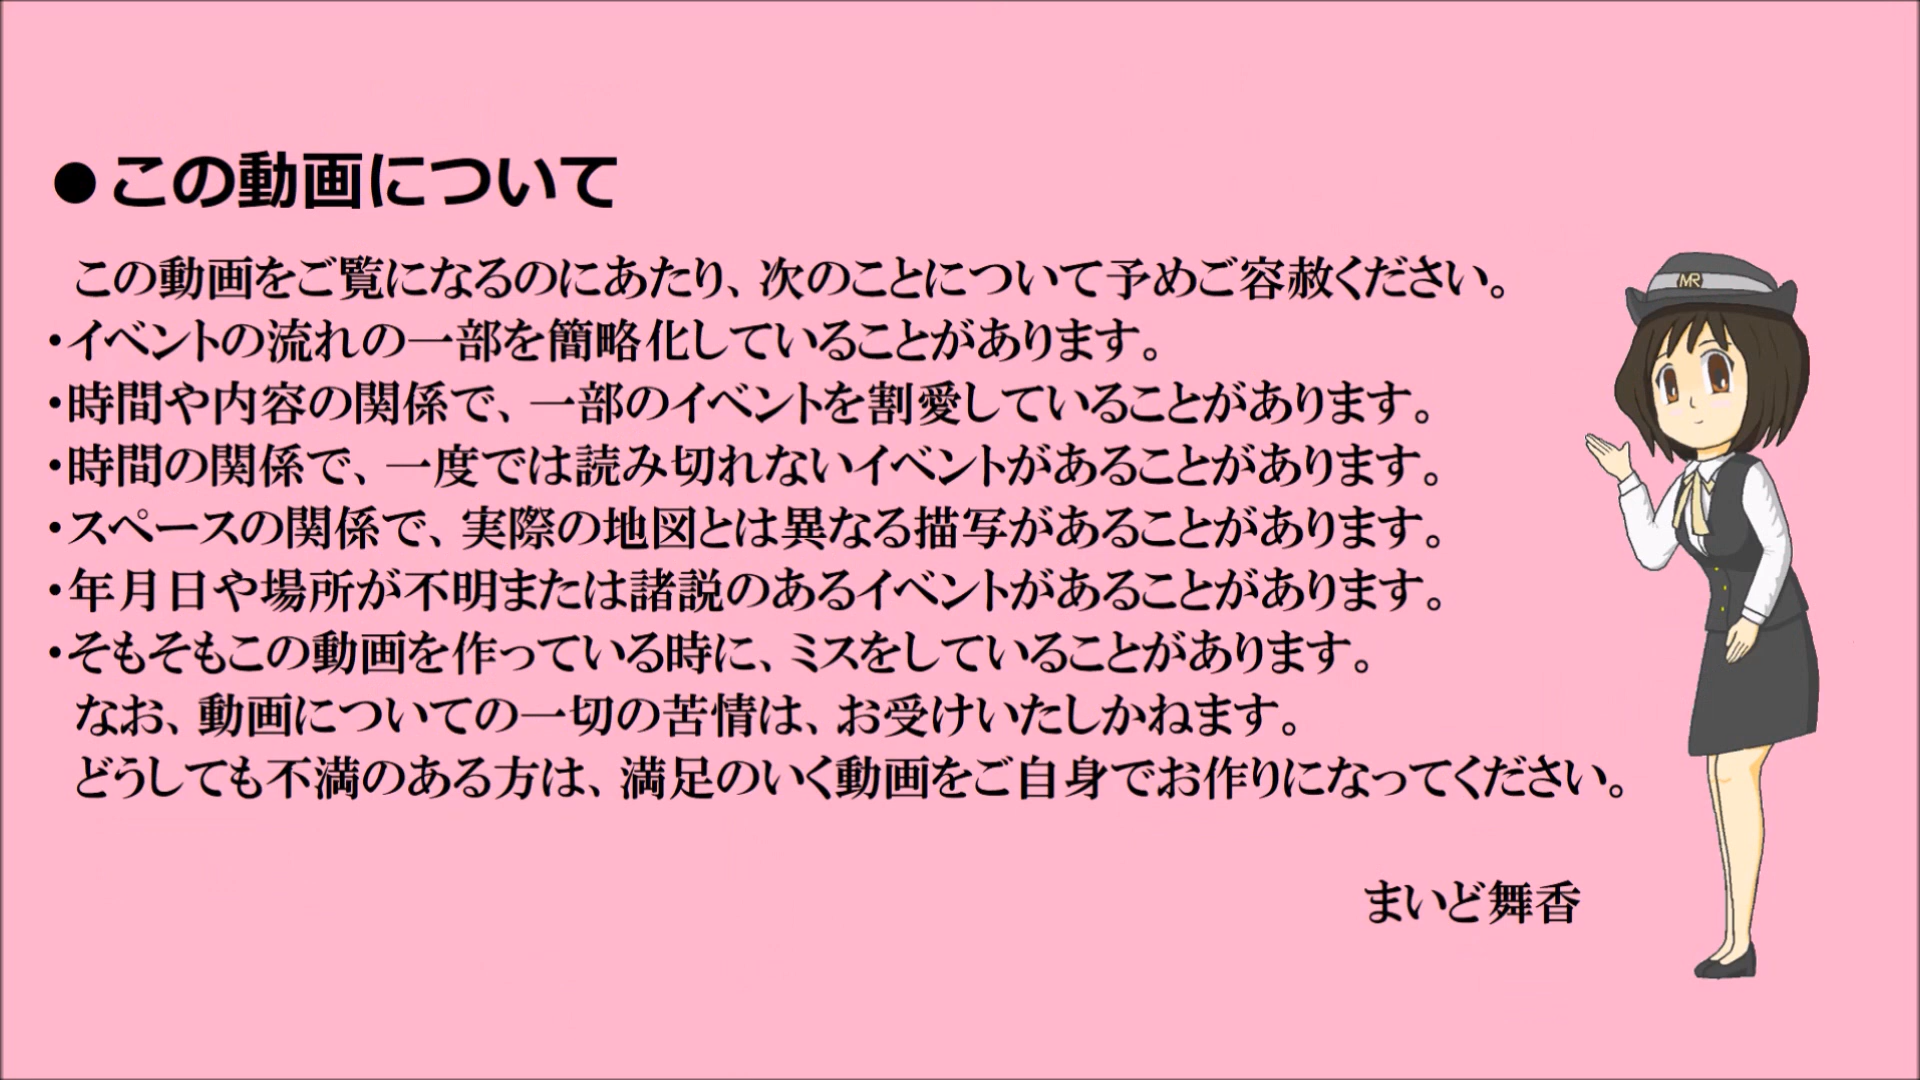 ●この動画について
この動画をご覧になるのにあたり、次のことについて予めご容赦ください。
・イベントの流れの一部を簡略化していることがあります。
・時間や内容の関係で、一部のイベントを割愛していることがあります。
・時間の関係で、一度では読み切れないイベントがあることがあります。
・スペースの関係で、実際の地図とは異なる描写があることがあります。
・年月日や場所が不明または諸説のあるイベントがあることがあります。
・そもそもこの動画を作っている時に、ミスをしていることがあります。
なお、動画についての一切の苦情は、お受けいたしかねます。
どうしても不満のある方は、満足のいく動画をご自身でお作りになってください。
まいど舞香
MR